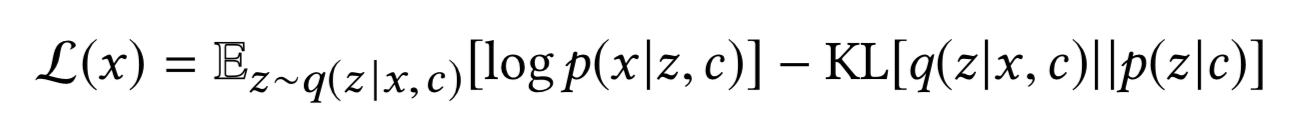 ℒ(x) = 𝔼_{z∼q(z|x,c)}[log p(x|z, c)] − KL[q(z|x, c)||p(z|c)]